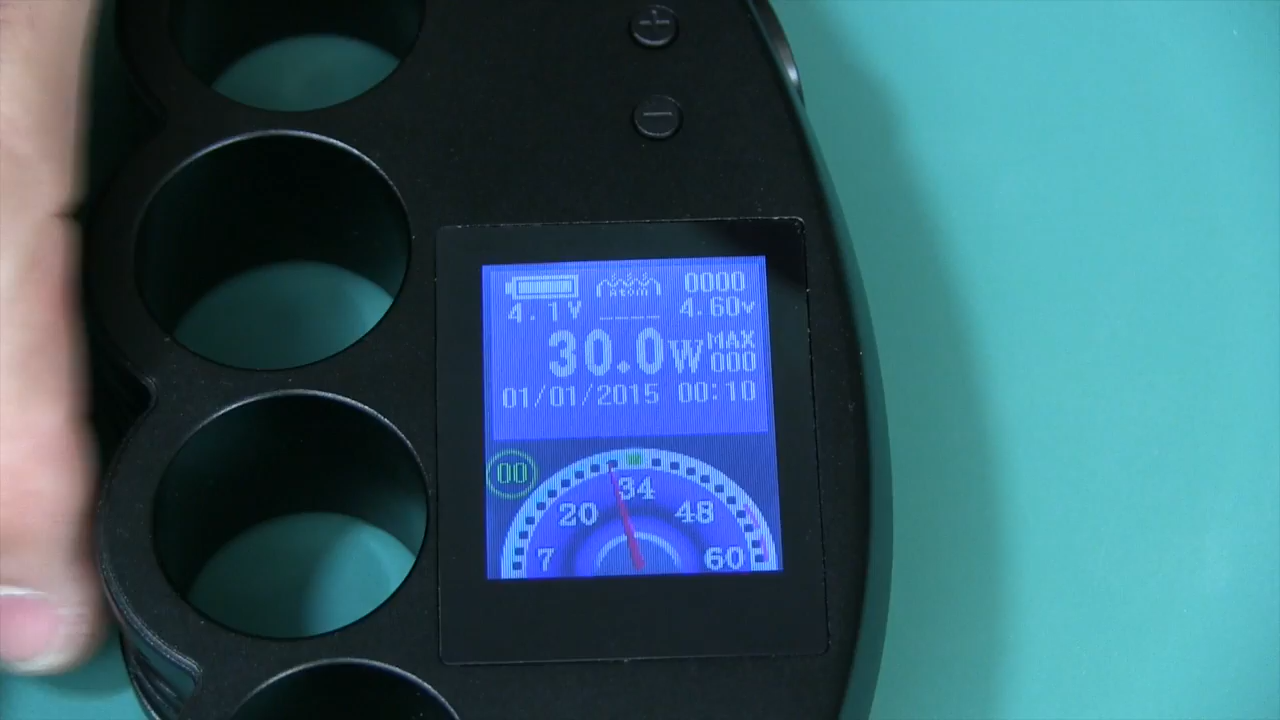 +
−
Atom 0000
4.1V ---- 4.60v
30.0W MAX
000
01/01/2015 00:10
00
34
20 48
7 60